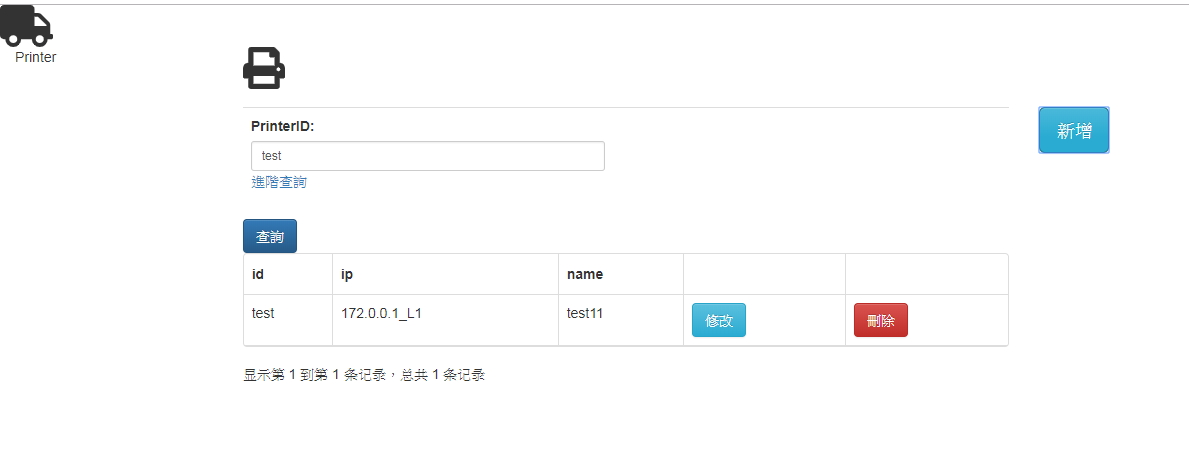 Printer
PrinterID:
新增
test
進階查詢
查詢
id ip name
test 172.0.0.1_L1 test11 修改 刪除
显示第 1 到第 1 条记录，总共 1 条记录